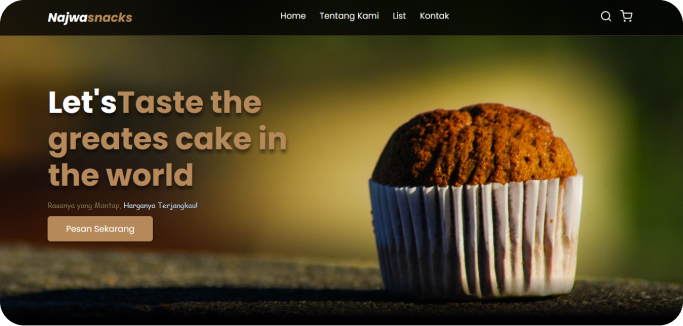 Najwasnacks
Home Tentang Kami List Kontak
Let'sTaste the
greates cake in
the world
Rasanya yang Mantap, Harganya Terjangkau!
Pesan Sekarang